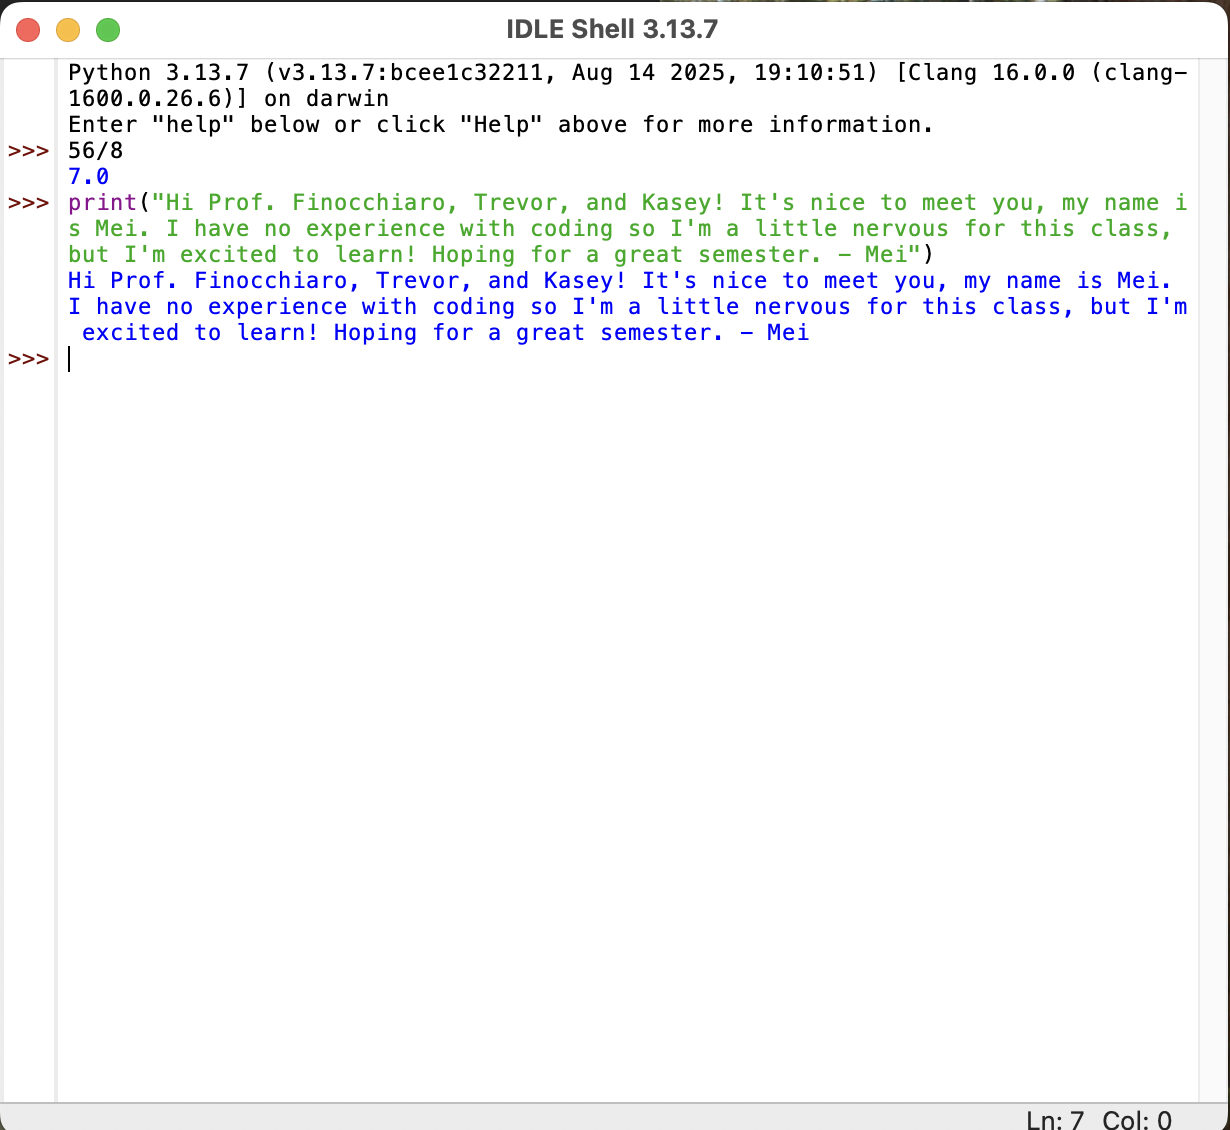 IDLE Shell 3.13.7
Python 3.13.7 (v3.13.7:bcee1c32211, Aug 14 2025, 19:10:51) [Clang 16.0.0 (clang-
1600.0.26.6)] on darwin
Enter "help" below or click "Help" above for more information.
>>> 56/8
7.0
>>> print("Hi Prof. Finocchiaro, Trevor, and Kasey! It's nice to meet you, my name i
s Mei. I have no experience with coding so I'm a little nervous for this class,
but I'm excited to learn! Hoping for a great semester. - Mei")
Hi Prof. Finocchiaro, Trevor, and Kasey! It's nice to meet you, my name is Mei.
I have no experience with coding so I'm a little nervous for this class, but I'm
excited to learn! Hoping for a great semester. - Mei
>>>
Ln: 7 Col: 0